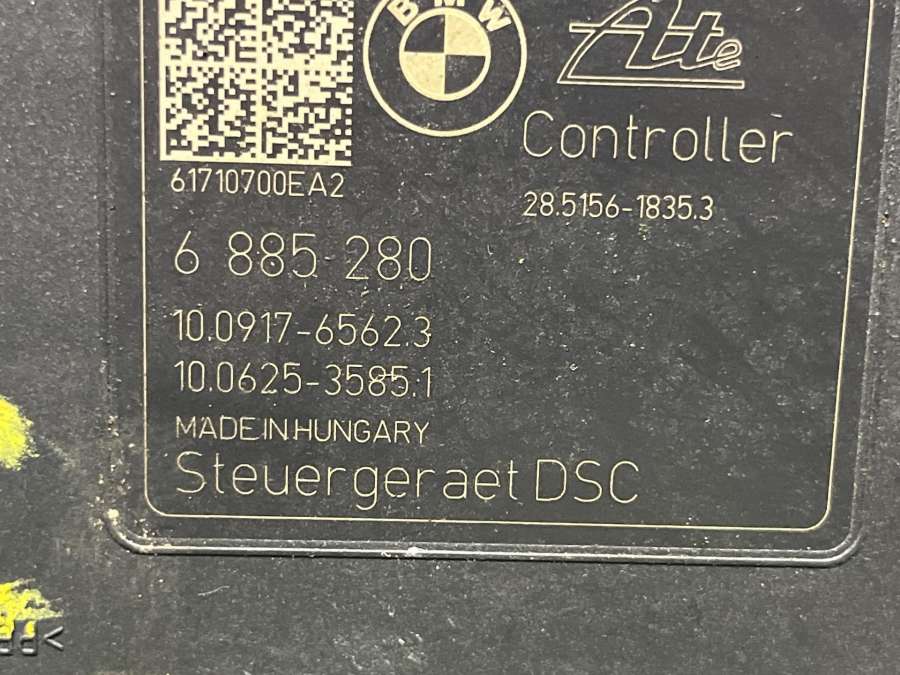 BMW
Ate
Controller
61710700EA2
28.5156-1835.3
6 885 280
10.0917-6562.3
10.0625-3585.1
MADE IN HUNGARY
Steuergeraet DSC